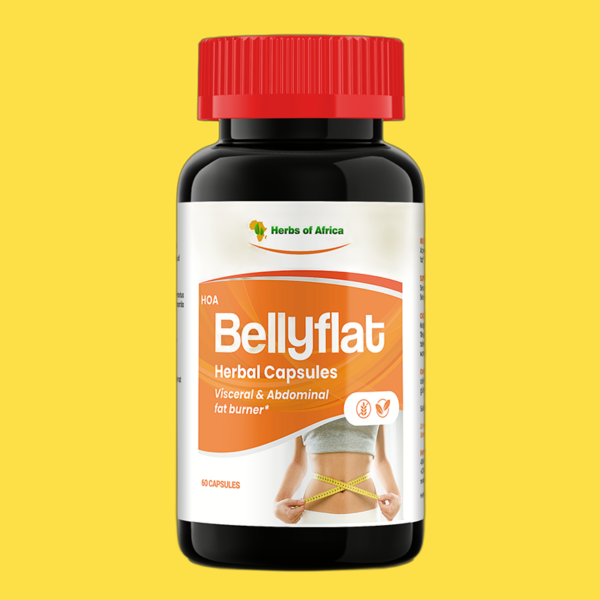 Herbs of Africa
HOA
Bellyflat
Herbal Capsules
Visceral & Abdominal
fat burner*
60 CAPSULES